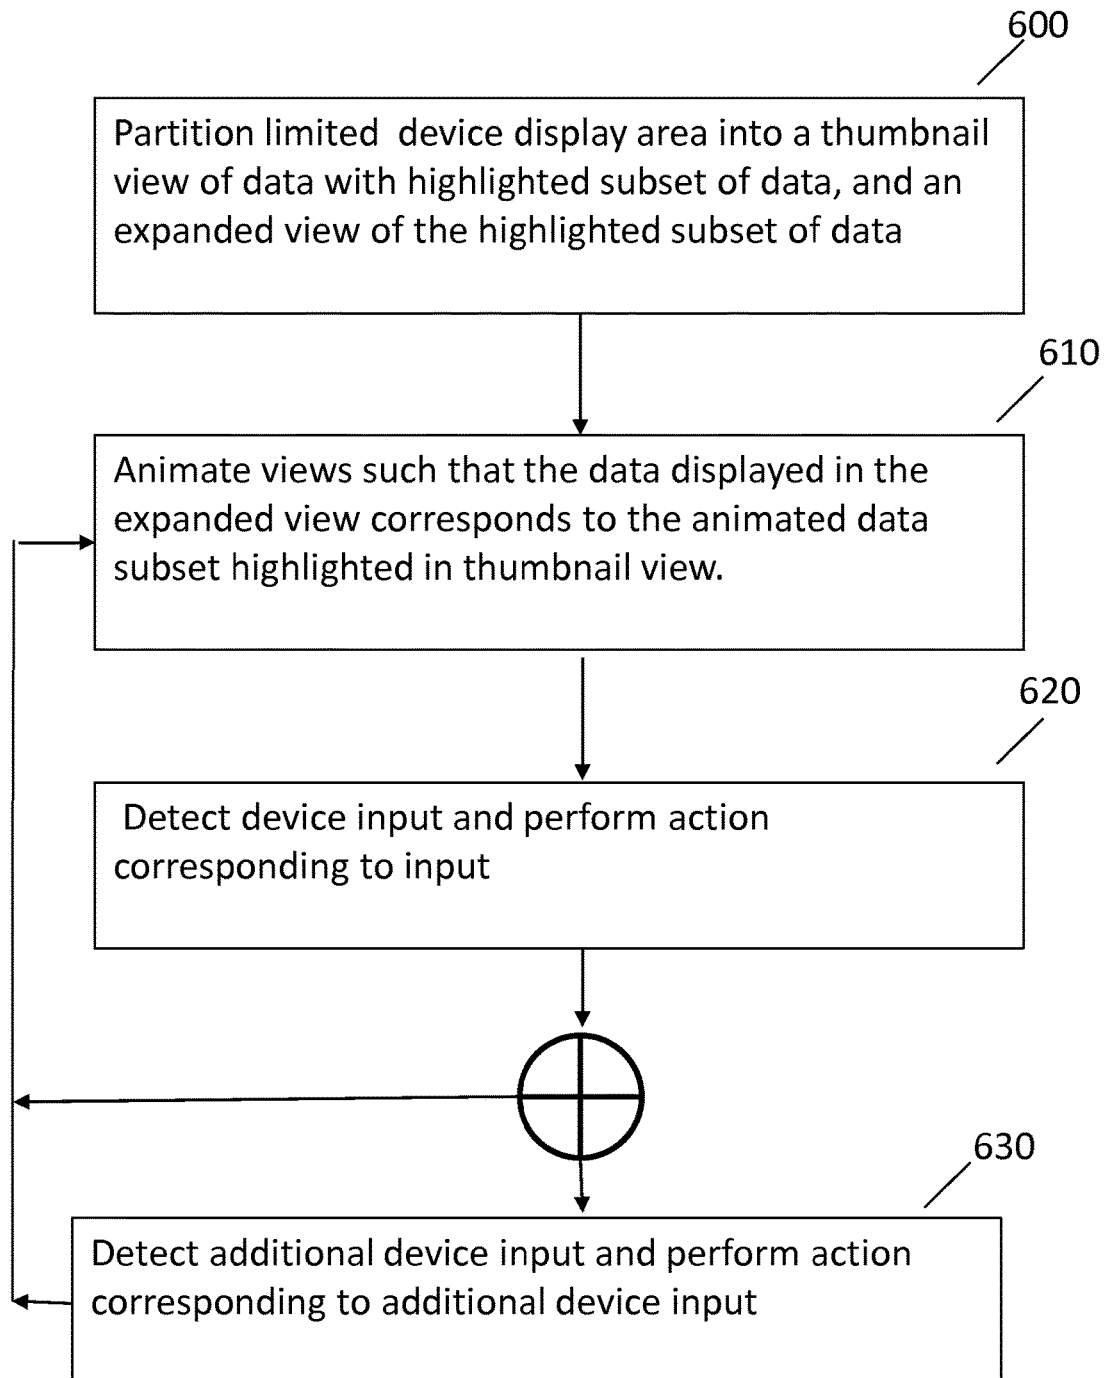 600
Partition limited  device display area into a thumbnail
view of data with highlighted subset of data, and an
expanded view of the highlighted subset of data
610
Animate views such that the data displayed in the
expanded view corresponds to the animated data
subset highlighted in thumbnail view.
620
Detect device input and perform action
corresponding to input
630
Detect additional device input and perform action
corresponding to additional device input